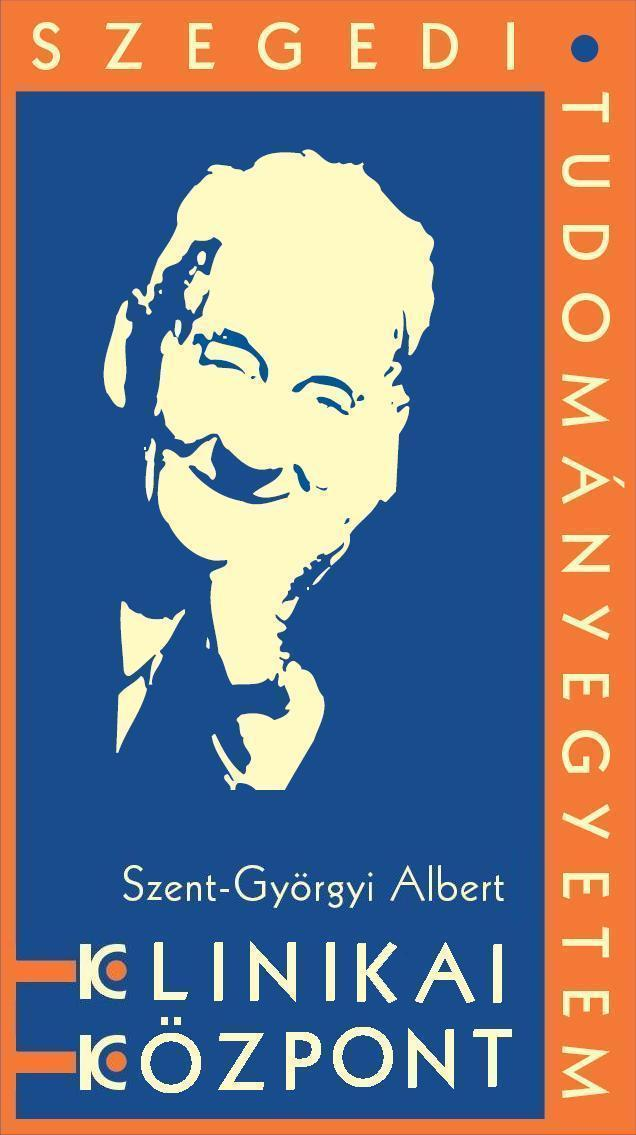 SZEGEDI
TUDOMÁNYEGYETEM
Szent-Györgyi Albert
KLINIKAI
KÖZPONT